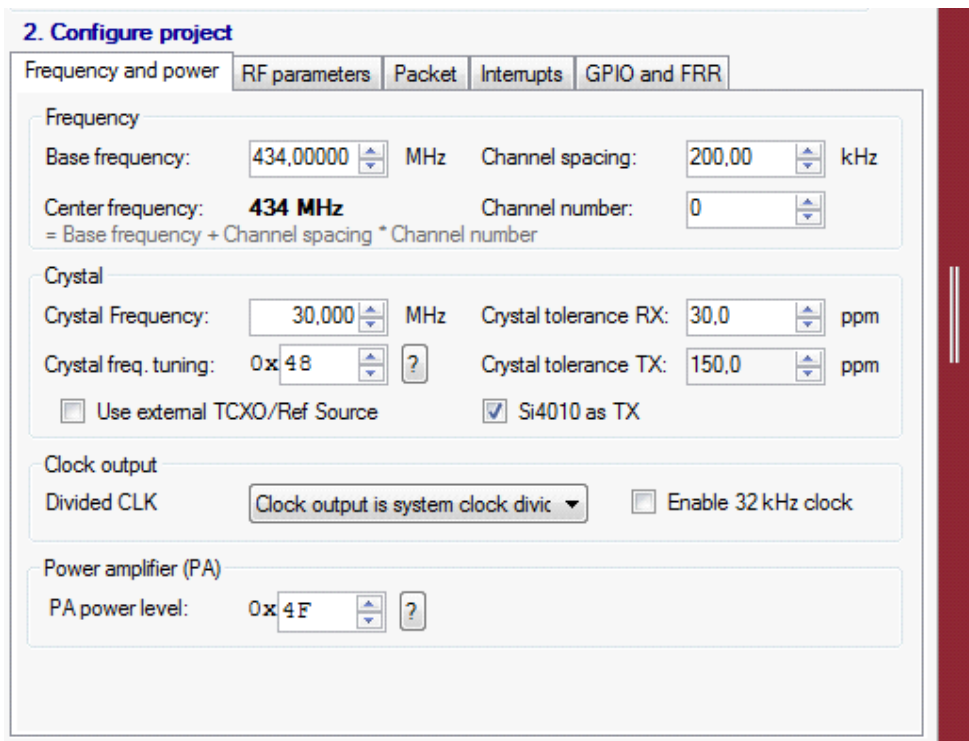 2. Configure project
Frequency and power RF parameters Packet Interrupts GPIO and FRR
Frequency
Base frequency: 434,00000 MHz Channel spacing: 200,00 kHz
Center frequency: 434 MHz Channel number: 0
= Base frequency + Channel spacing * Channel number
Crystal
Crystal Frequency: 30,000 MHz Crystal tolerance RX: 30,0 ppm
Crystal freq. tuning: 0x 48 ? Crystal tolerance TX: 150,0 ppm
Use external TCXO/Ref Source Si4010 as TX
Clock output
Divided CLK Clock output is system clock divic Enable 32 kHz clock
Power amplifier (PA)
PA power level: 0x 4F ?